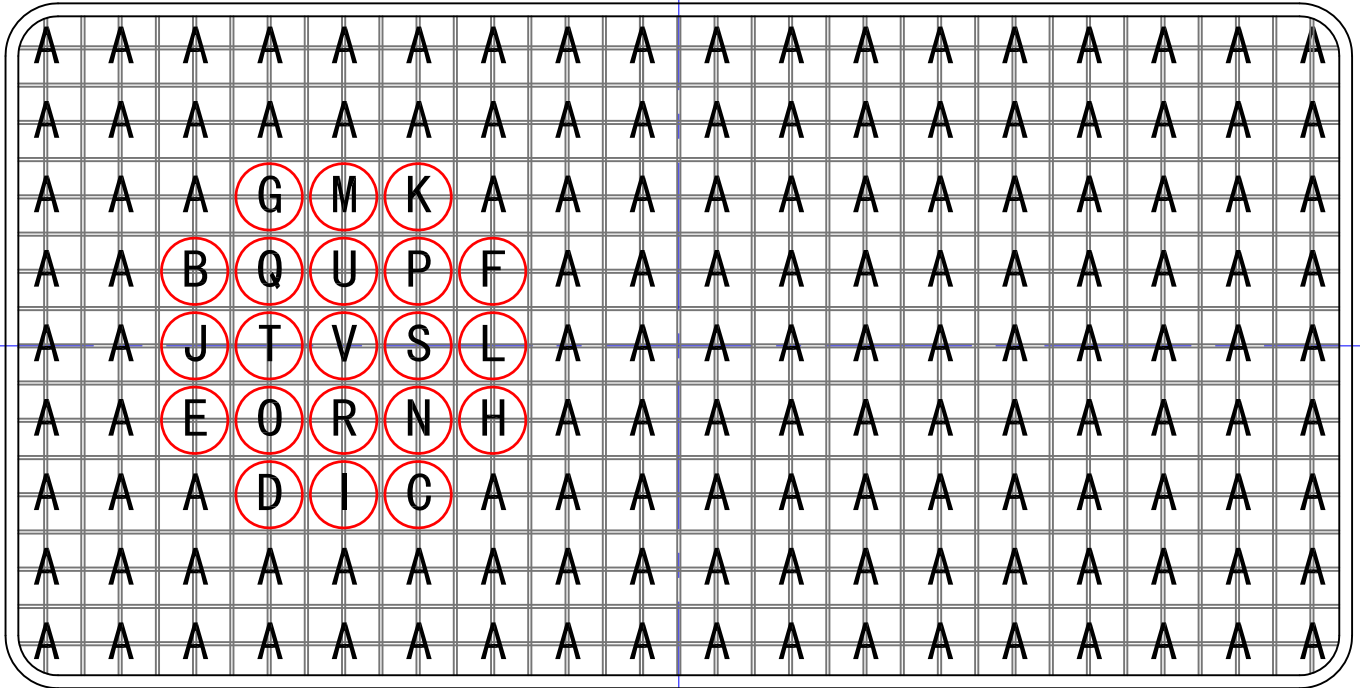 A A A A A A A A A A A A A A A A A A
A A A A A A A A A A A A A A A A A A
A A A G M K A A A A A A A A A A A A
A A B Q U P F A A A A A A A A A A A
A A J T V S L A A A A A A A A A A A
A A E O R N H A A A A A A A A A A A
A A A D I C A A A A A A A A A A A A
A A A A A A A A A A A A A A A A A A
A A A A A A A A A A A A A A A A A A